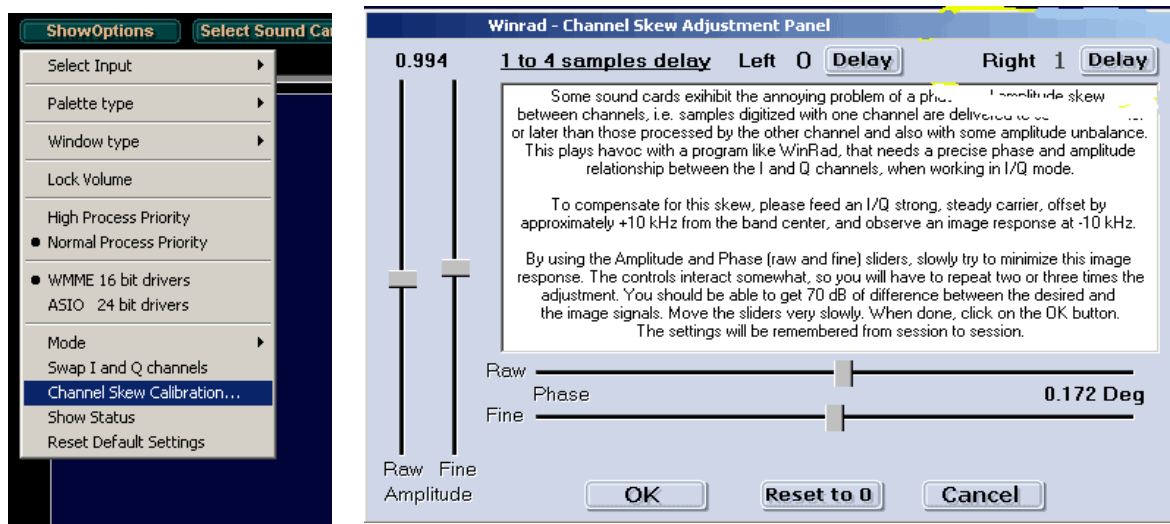 ShowOptions
Select Sound Ca
Select Input
Palette type
Window type
Lock Volume
High Process Priority
Normal Process Priority
WMME 16 bit drivers
ASIO 24 bit drivers
Mode
Swap I and Q channels
Channel Skew Calibration...
Show Status
Reset Default Settings
Winrad - Channel Skew Adjustment Panel
0.994 1 to 4 samples delay Left 0 Delay Right 1 Delay
Some sound cards exihibit the annoying problem of a amplitude skew
between channels, i.e. samples digitized with one channel are
or later than those processed by the other channel and also with some amplitude unbalance.
This plays havoc with a program like WinRad, that needs a precise phase and amplitude
relationship between the I and Q channels, when working in I/Q mode.
To compensate for this skew, please feed an I/Q strong, steady carrier, offset by
approximately +10 kHz from the band center, and observe an image response at -10 kHz.
By using the Amplitude and Phase (raw and fine) sliders, slowly try to minimize this image
response. The controls interact somewhat, so you will have to repeat two or three times the
adjustment. You should be able to get 70 dB of difference between the desired and
the image signals. Move the sliders very slowly. When done, click on the OK button.
The settings will be remembered from session to session.
Raw
Phase 0.172 Deg
Fine
Raw Fine
Amplitude
OK Reset to 0 Cancel